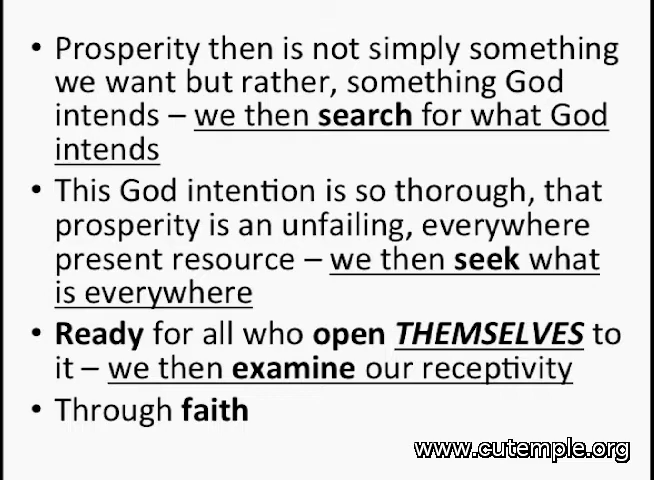 • Prosperity then is not simply something
we want but rather, something God
intends – we then search for what God
intends
• This God intention is so thorough, that
prosperity is an unfailing, everywhere
present resource – we then seek what
is everywhere
• Ready for all who open THEMSELVES to
it – we then examine our receptivity
• Through faith
www.cutemple.org